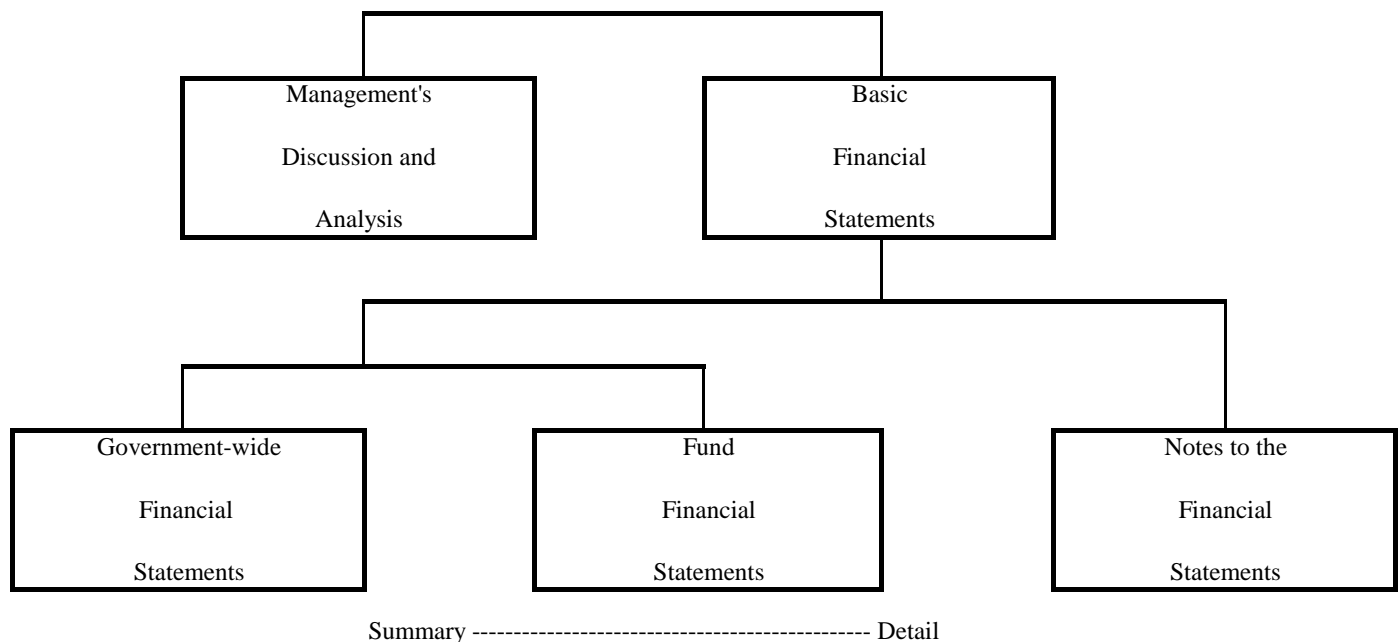 Management's
Discussion and
Analysis
Basic
Financial
Statements
Government-wide
Financial
Statements
Fund
Financial
Statements
Notes to the
Financial
Statements
Summary ------------------------------------------------ Detail